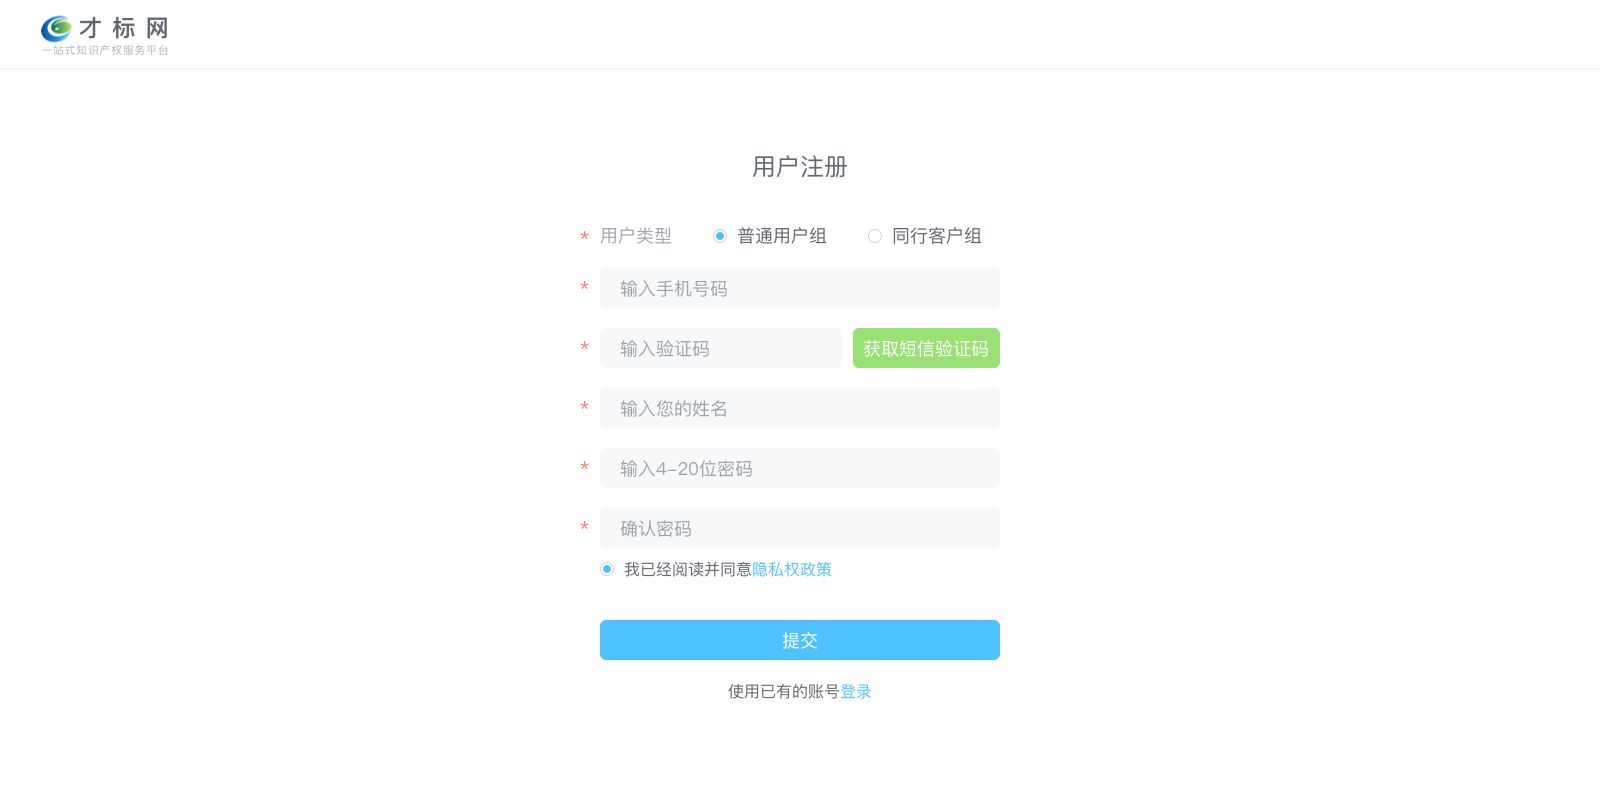 才标网
一站式知识产权服务平台
用户注册
* 用户类型 普通用户组 同行客户组
* 输入手机号码
* 输入验证码 获取短信验证码
* 输入您的姓名
* 输入4-20位密码
* 确认密码
我已经阅读并同意隐私权政策
提交
使用已有的账号登录